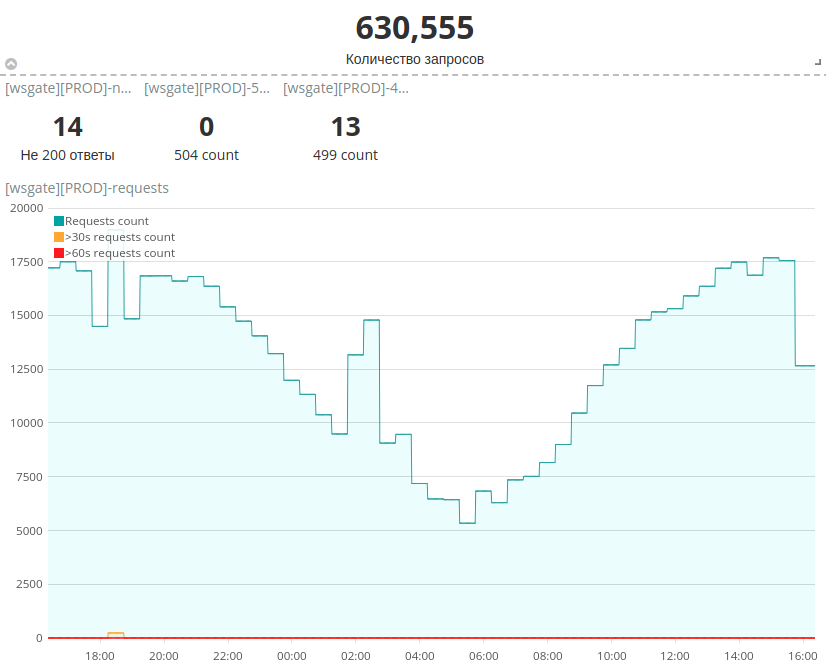 630,555
Количество запросов
[wsgate][PROD]-n... [wsgate][PROD]-5... [wsgate][PROD]-4...
14 0 13
Не 200 ответы 504 count 499 count
[wsgate][PROD]-requests
20000
Requests count
>30s requests count
>60s requests count
17500
15000
12500
10000
7500
5000
2500
0
18:00 20:00 22:00 00:00 02:00 04:00 06:00 08:00 10:00 12:00 14:00 16:00